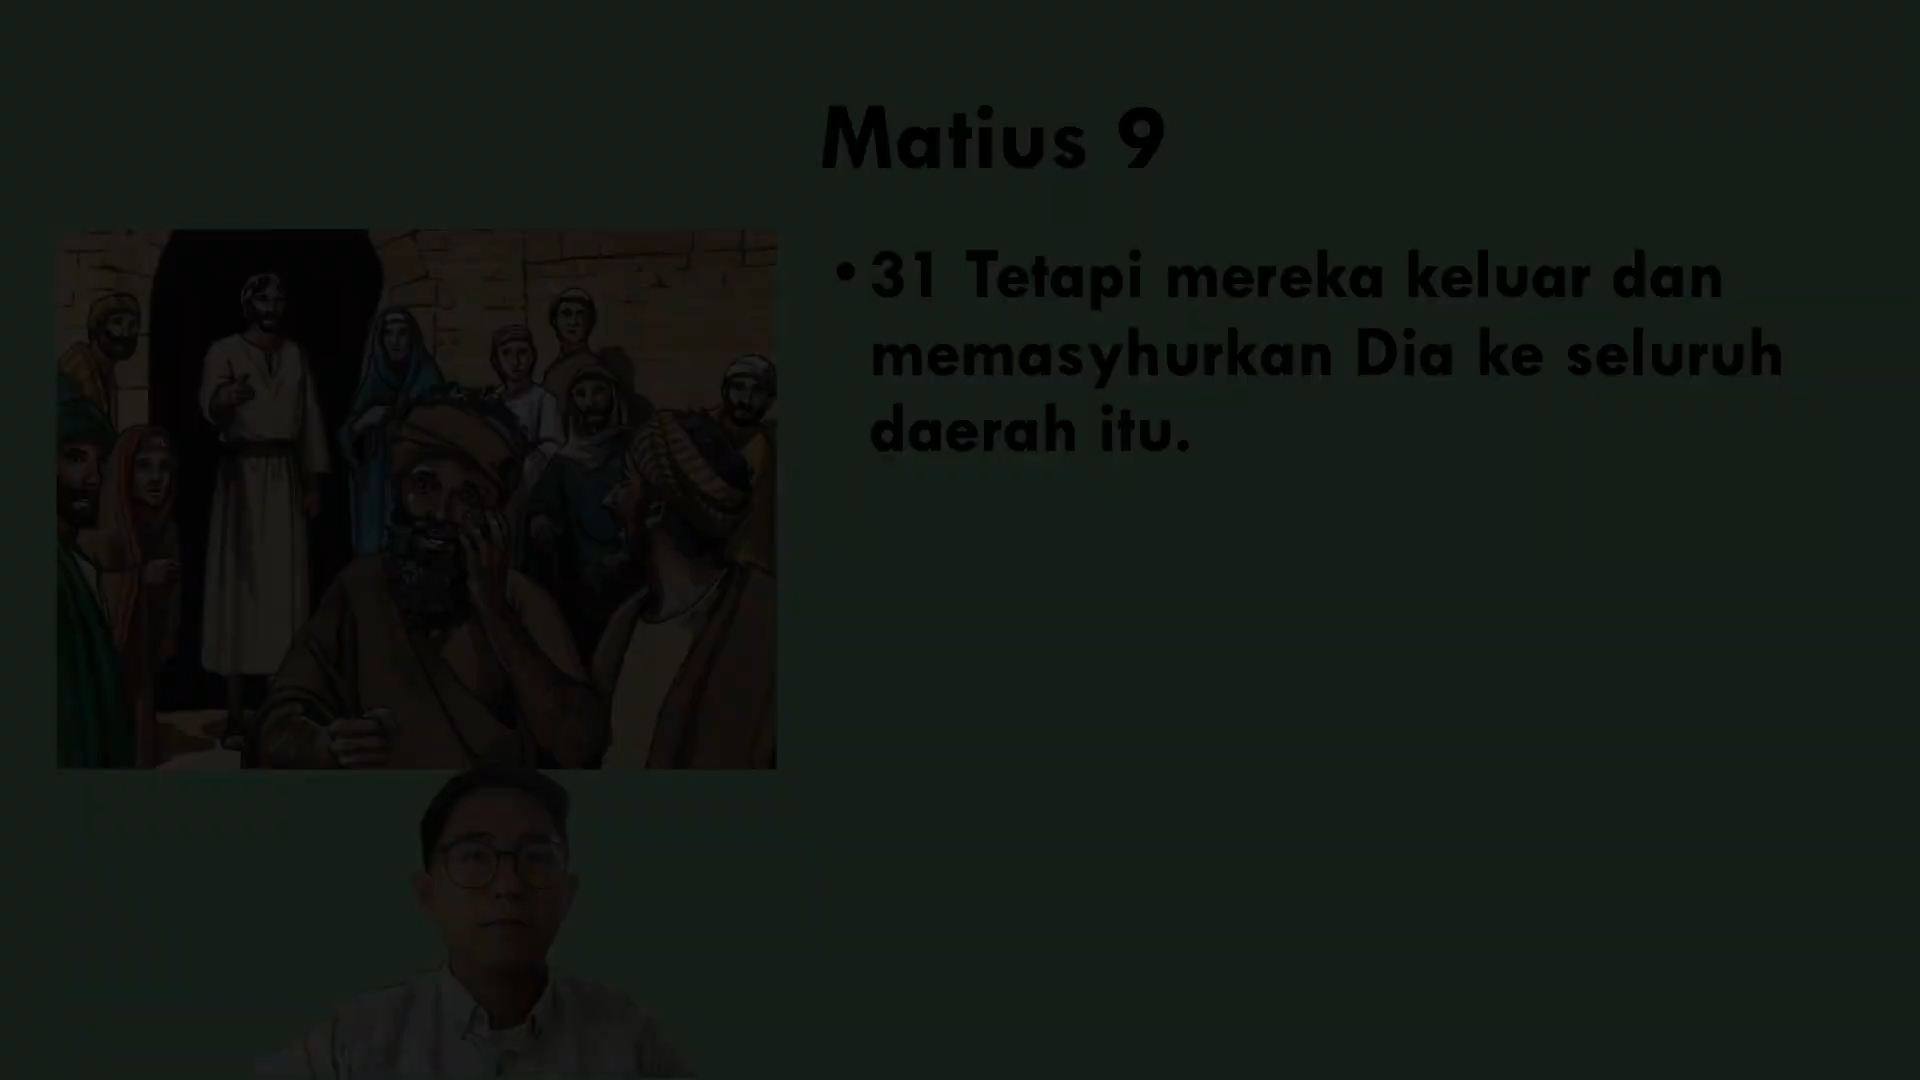 Matius 9
• 31 Tetapi mereka keluar dan
memasyhurkan Dia ke seluruh
daerah itu.